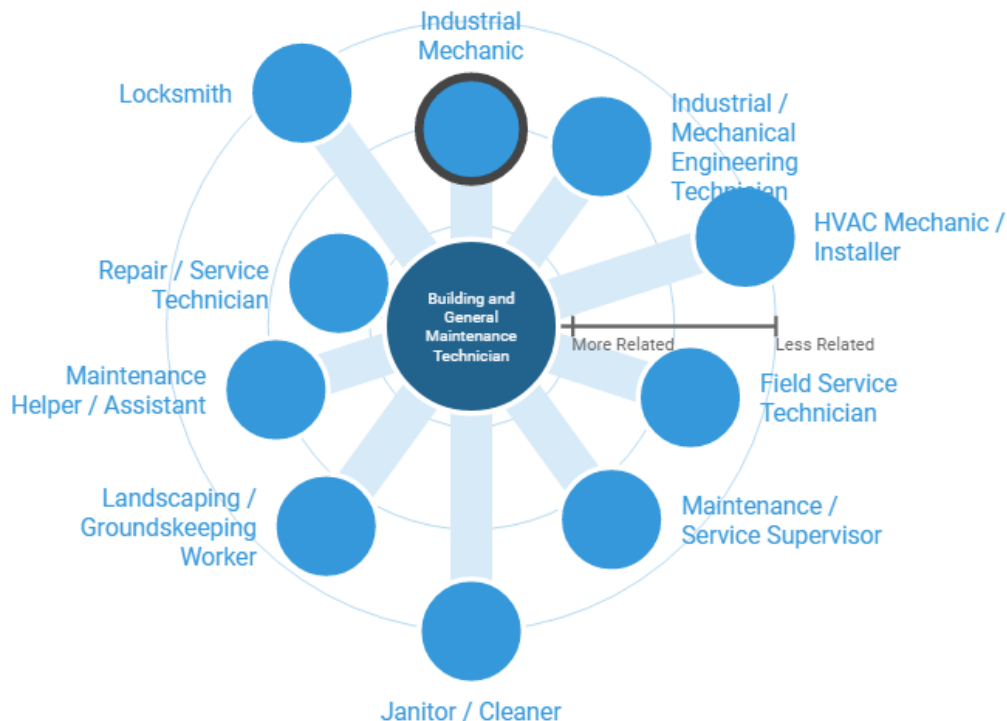 Industrial
Mechanic
Locksmith
Industrial /
Mechanical
Engineering
Technician
HVAC Mechanic /
Installer
Repair / Service
Technician
Building and
General
Maintenance
Technician
More Related
Less Related
Maintenance
Helper / Assistant
Field Service
Technician
Landscaping /
Groundskeeping
Worker
Maintenance /
Service Supervisor
Janitor / Cleaner